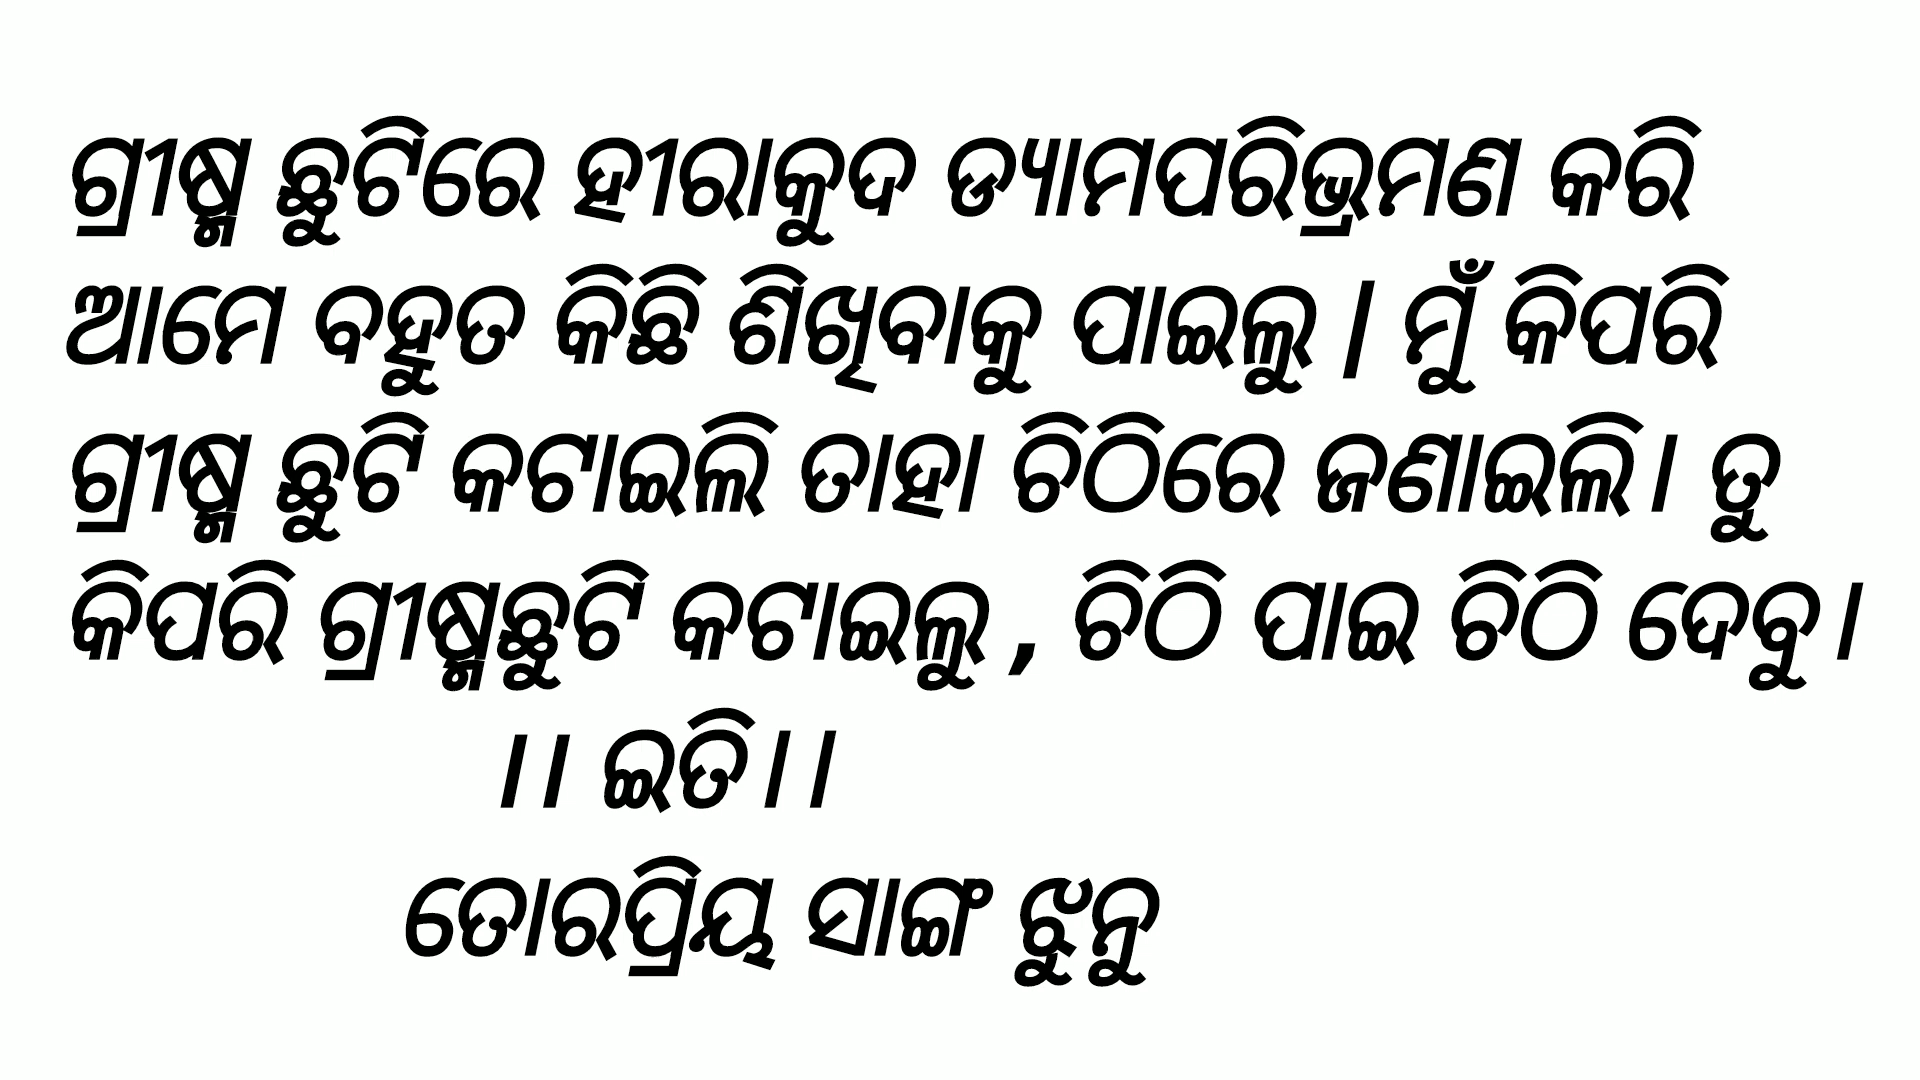 ଗ୍ରୀଷ୍ମ ଛୁଟିରେ ହୀରାକୁଦ ଡ୍ୟାମପରିଭ୍ରମଣ କରି
ଆମେ ବହୁତ କିଛି ଶିଖିବାକୁ ପାଇଲୁ | ମୁଁ କିପରି
ଗ୍ରୀଷ୍ମ ଛୁଟି କଟାଇଲି ତାହା ଚିଠିରେ ଜଣାଇଲି। ତୁ
କିପରି ଗ୍ରୀଷ୍ମଛୁଟି କଟାଇଲୁ , ଚିଠି ପାଇ ଚିଠି ଦେବୁ।
।। ଇତି।।
ତୋରପ୍ରିୟ ସାଙ୍ଗ ଝୁନୁ